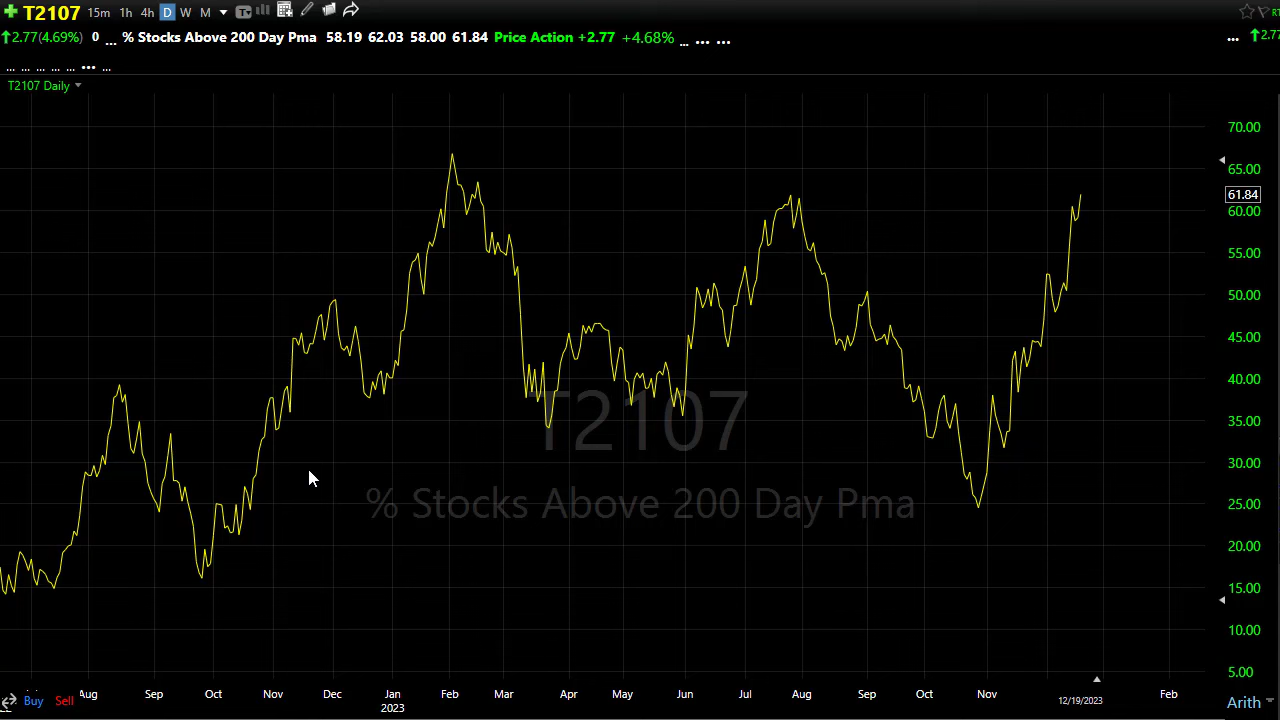 T2107 15m 1h 4h D W M T RT
2.77(4.69%) 0 ... % Stocks Above 200 Day Pma 58.19 62.03 58.00 61.84 Price Action +2.77 +4.68% ... ... ... ... 2.77
... ... ... ... ... ... ...
T2107 Daily
70.00
65.00
61.84
60.00
55.00
50.00
45.00
40.00
35.00
30.00
25.00
20.00
15.00
10.00
5.00
T2107
% Stocks Above 200 Day Pma
Buy Sell Aug Sep Oct Nov Dec Jan Feb Mar Apr May Jun Jul Aug Sep Oct Nov 12/19/2023 Feb Arith
2023